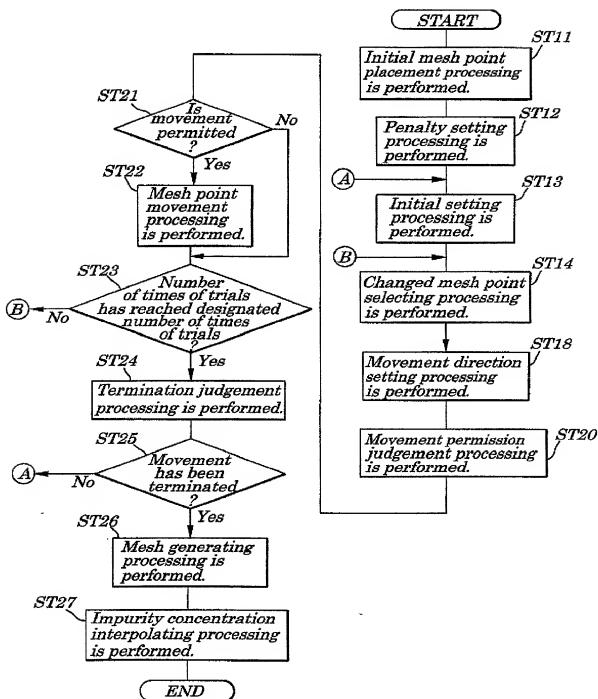 START
ST11
Initial mesh point
placement processing
is performed.
ST12
Penalty setting
processing is
performed.
A
ST13
Initial setting
processing is
performed.
B
ST14
Changed mesh point
selecting processing
is performed.
ST18
Movement direction
setting processing
is performed.
ST20
Movement permission
judgement processing
is performed.
ST21
Is
movement
permitted
?
No
Yes
ST22
Mesh point
movement
processing
is performed.
ST23
Number
of times of trials
has reached designated
number of times
of trials
?
B
No
Yes
ST24
Termination judgement
processing is performed.
ST25
Movement
has been
terminated
?
A
No
Yes
ST26
Mesh generating
processing is
performed.
ST27
Impurity concentration
interpolating processing
is performed.
END